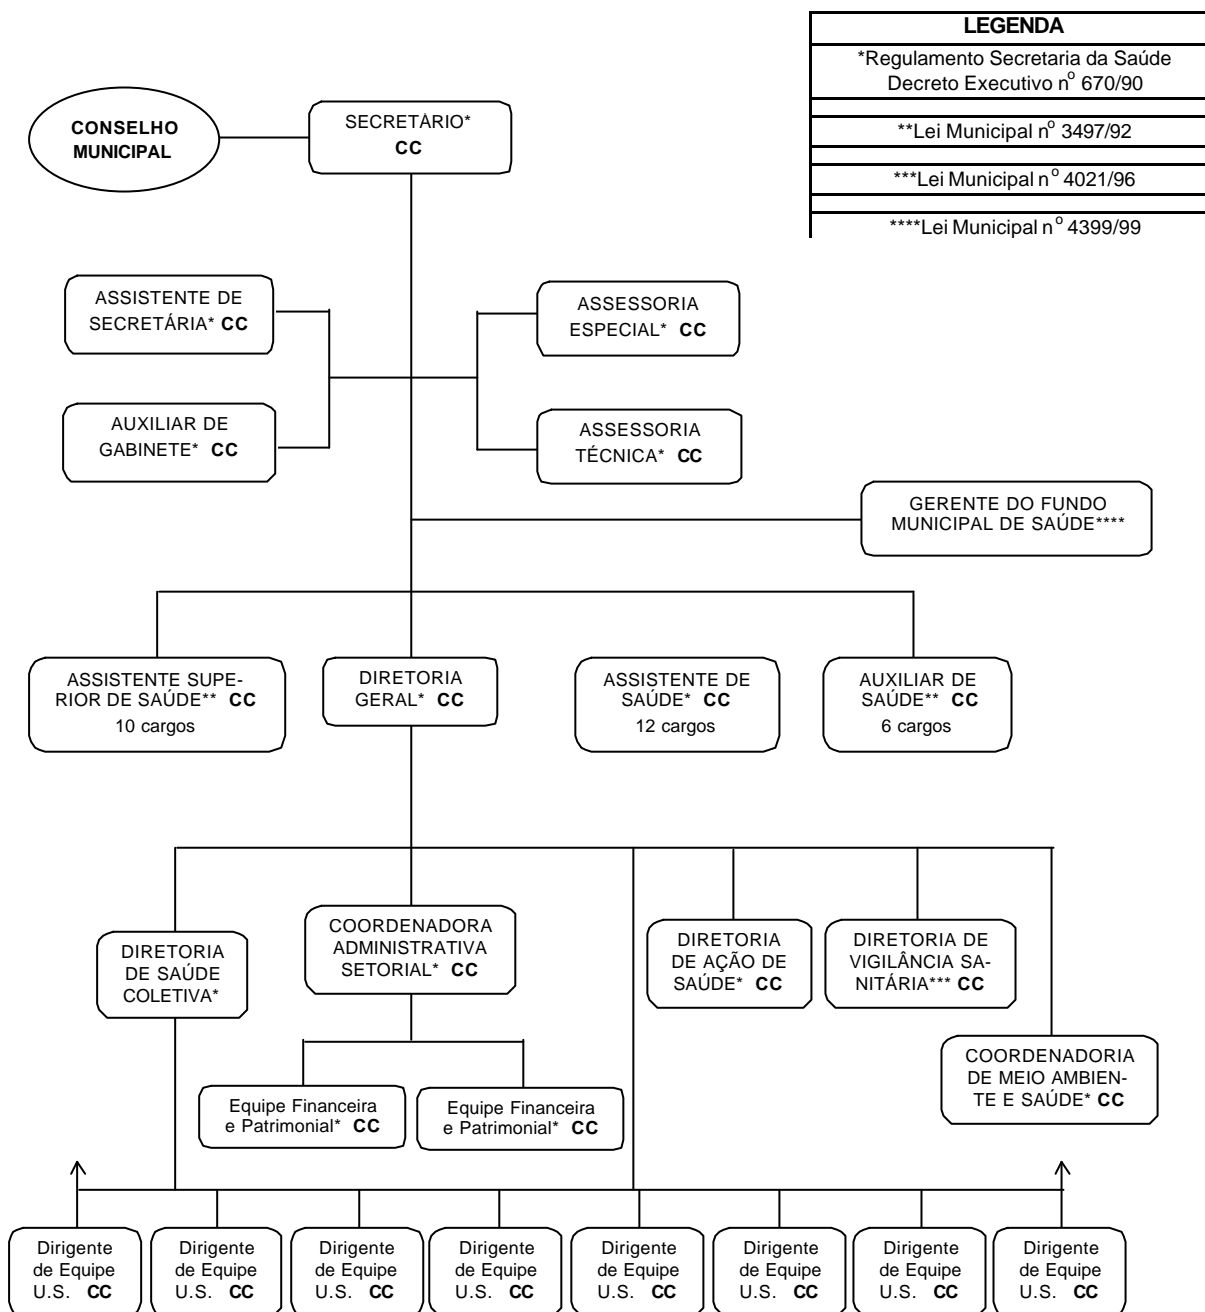 LEGENDA
*Regulamento Secretaria da Saúde
Decreto Executivo nº 670/90
**Lei Municipal nº 3497/92
***Lei Municipal nº 4021/96
****Lei Municipal nº 4399/99
CONSELHO
MUNICIPAL
SECRETÁRIO*
CC
ASSISTENTE DE
SECRETÁRIA* CC
ASSESSORIA
ESPECIAL* CC
AUXILIAR DE
GABINETE* CC
ASSESSORIA
TÉCNICA* CC
GERENTE DO FUNDO
MUNICIPAL DE SAÚDE****
ASSISTENTE SUPE-
RIOR DE SAÚDE** CC
10 cargos
DIRETORIA
GERAL* CC
ASSISTENTE DE
SAÚDE* CC
12 cargos
AUXILIAR DE
SAÚDE** CC
6 cargos
DIRETORIA
DE SAÚDE
COLETIVA*
COORDENADORA
ADMINISTRATIVA
SETORIAL* CC
DIRETORIA
DE AÇÃO DE
SAÚDE* CC
DIRETORIA DE
VIGILÂNCIA SA-
NITÁRIA*** CC
COORDENADORIA
DE MEIO AMBIEN-
TE E SAÚDE* CC
Equipe Financeira
e Patrimonial* CC
Equipe Financeira
e Patrimonial* CC
Dirigente
de Equipe
U.S. CC
Dirigente
de Equipe
U.S. CC
Dirigente
de Equipe
U.S. CC
Dirigente
de Equipe
U.S. CC
Dirigente
de Equipe
U.S. CC
Dirigente
de Equipe
U.S. CC
Dirigente
de Equipe
U.S. CC
Dirigente
de Equipe
U.S. CC